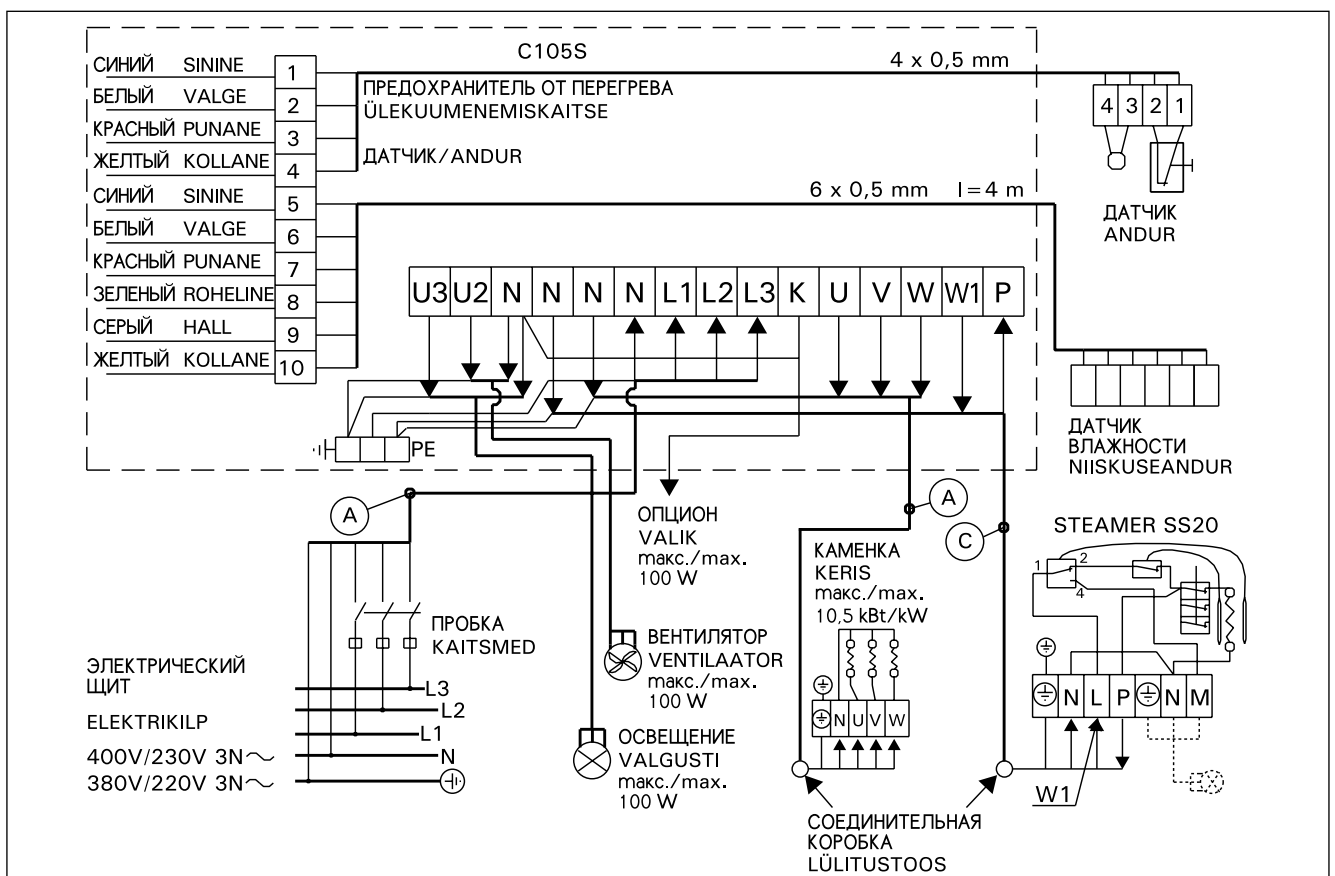 C105S
4 x 0,5 mm
СИНИЙ SININE 1
БЕЛЫЙ VALGE 2
КРАСНЫЙ PUNANE 3
ЖЕЛТЫЙ KOLLANE 4
СИНИЙ SININE 5
БЕЛЫЙ VALGE 6
КРАСНЫЙ PUNANE 7
ЗЕЛЕНЫЙ ROHELINE 8
СЕРЫЙ HALL 9
ЖЕЛТЫЙ KOLLANE 10
ПРЕДОХРАНИТЕЛЬ ОТ ПЕРЕГРЕВА
ÜLEKUUMENEMISKAITSE
ДАТЧИК/ANDUR
4 3 2 1
ДАТЧИК
ANDUR
6 x 0,5 mm l=4 m
U3 U2 N N N N L1 L2 L3 K U V W W1 P
ДАТЧИК
ВЛАЖНОСТИ
NIISKUSEANDUR
PE
A
ОПЦИОН
VALIK
макс./max.
100 W
A
C
КАМЕНКА
KERIS
макс./max.
10,5 kBt/kW
N U V W
STEAMER SS20
1 2
4
N L P N M
W1
ПРОБКА
KAITSMED
ВЕНТИЛЯТОР
VENTILAATOR
макс./max.
100 W
ОСВЕЩЕНИЕ
VALGUSTI
макс./max.
100 W
ЭЛЕКТРИЧЕСКИЙ
ЩИТ
ELEKTRIKILP
400V/230V 3N~
380V/220V 3N~
L3
L2
L1
N
СОЕДИНИТЕЛЬНАЯ
КОРОБКА
LÜLITUSTOOS